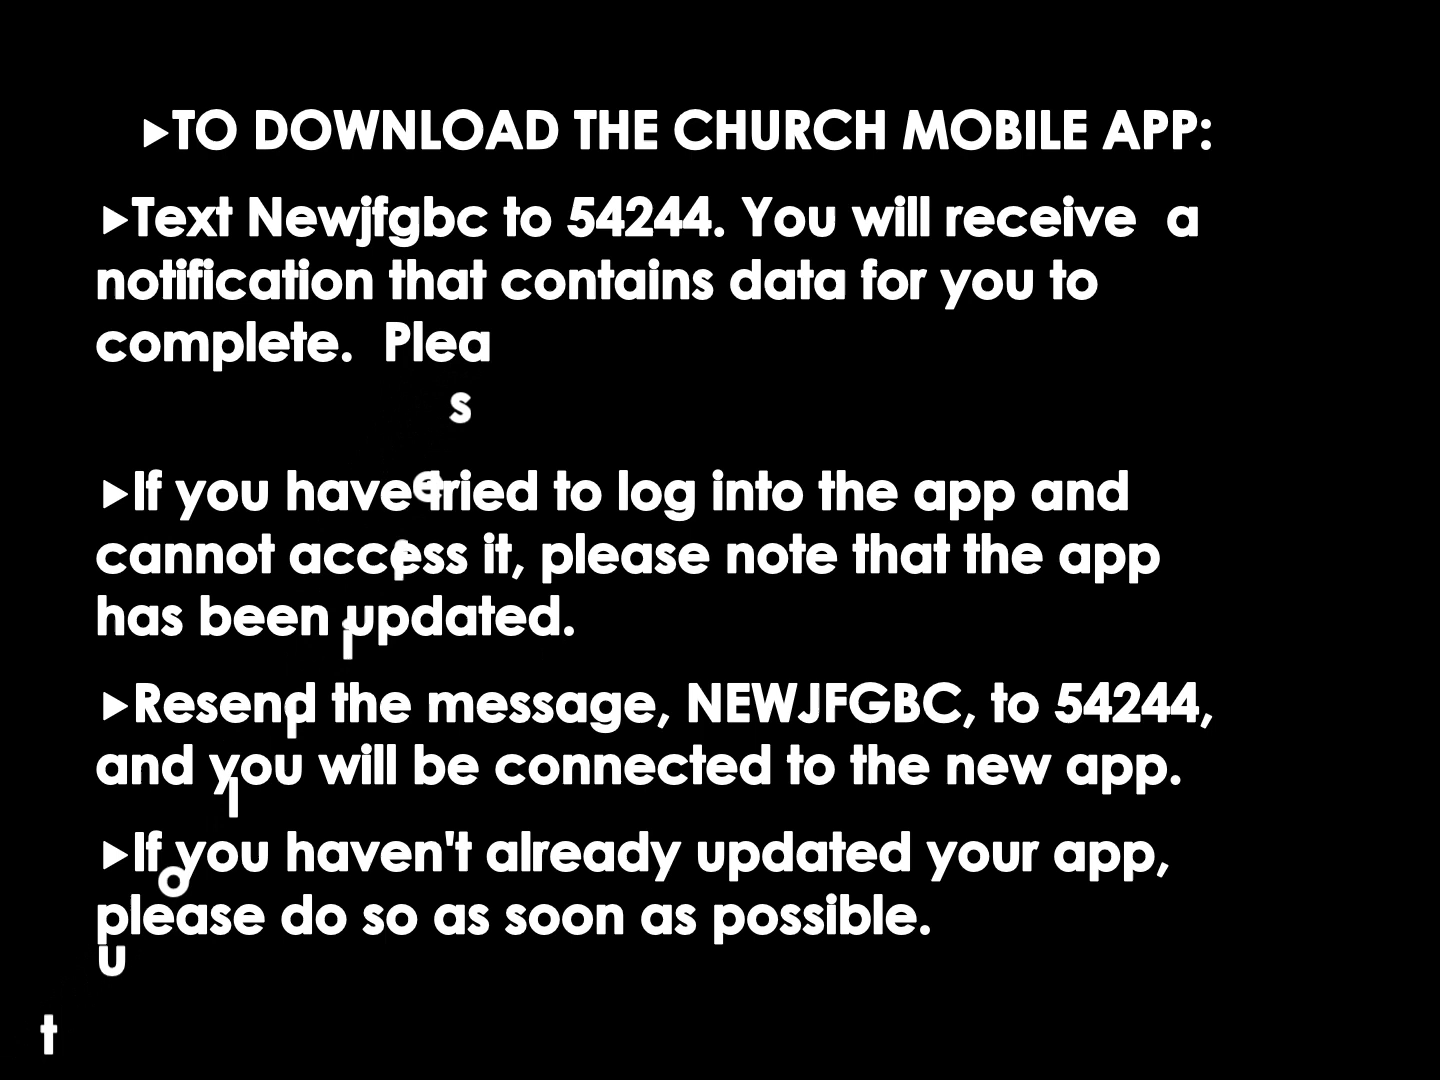 ▸TO DOWNLOAD THE CHURCH MOBILE APP:
▸Text Newjfgbc to 54244. You will receive a
notification that contains data for you to
complete. Plea
s
e
▸If you have tried to log into the app and
cannot access it, please note that the app
has been updated.
i
▸Resend the message, NEWJFGBC, to 54244,
and you will be connected to the new app.
l
▸If you haven't already updated your app,
o
please do so as soon as possible.
u
t